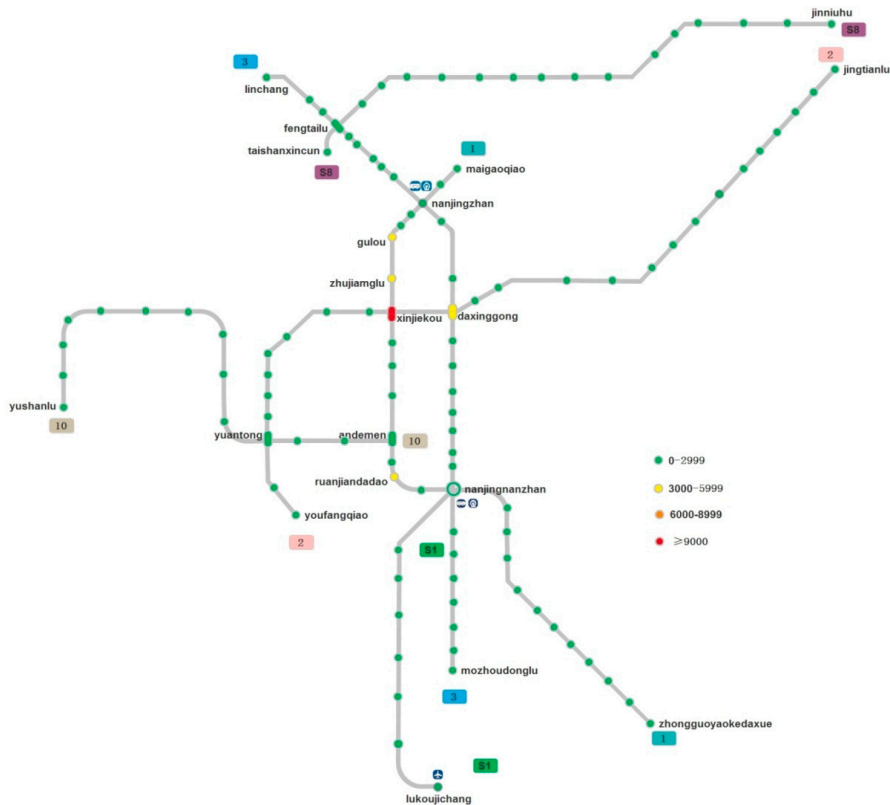 jinniuhu
S8
3
2
linchang
jingtianlu
fengtailu
taishanxincun
1
S8
maigaoqiao
nanjingzhan
gulou
zhujiamglu
xinjiekou
daxinggong
yushanlu
10
yuantong
andemen
10
ruanjiandadao
nanjingnanzhan
youfangqiao
2
S1
0-2999
3000-5999
6000-8999
≥9000
mozhoudonglu
3
zhongguoyaokedaxue
1
S1
lukoujichang